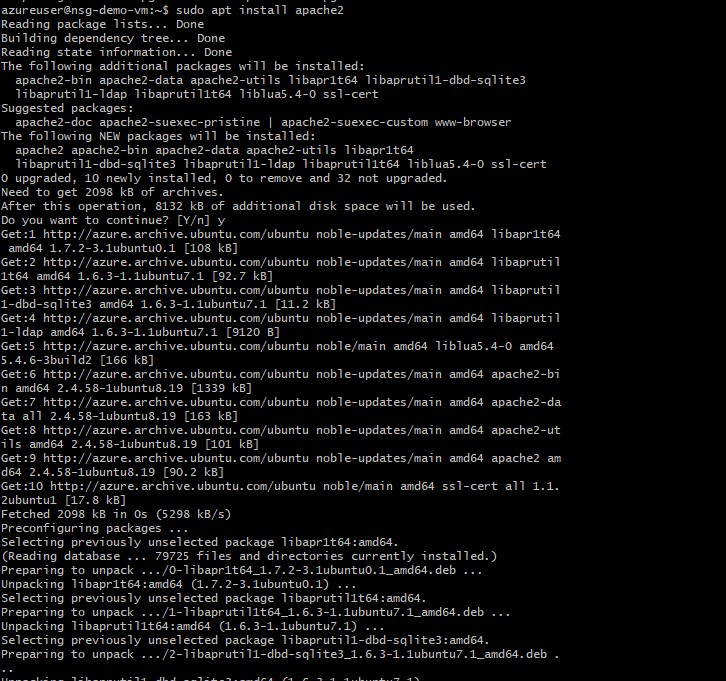 azureuser@nsg-demo-vm:~$ sudo apt install apache2
Reading package lists... Done
Building dependency tree... Done
Reading state information... Done
The following additional packages will be installed:
  apache2-bin apache2-data apache2-utils libapr1t64 libaprutil1-dbd-sqlite3
  libaprutil1-ldap libaprutil1t64 liblua5.4-0 ssl-cert
Suggested packages:
  apache2-doc apache2-suexec-pristine | apache2-suexec-custom www-browser
The following NEW packages will be installed:
  apache2 apache2-bin apache2-data apache2-utils libapr1t64
  libaprutil1-dbd-sqlite3 libaprutil1-ldap libaprutil1t64 liblua5.4-0 ssl-cert
0 upgraded, 10 newly installed, 0 to remove and 32 not upgraded.
Need to get 2098 kB of archives.
After this operation, 8132 kB of additional disk space will be used.
Do you want to continue? [Y/n] y
Get:1 http://azure.archive.ubuntu.com/ubuntu noble-updates/main amd64 libapr1t64
 amd64 1.7.2-3.1ubuntu0.1 [108 kB]
Get:2 http://azure.archive.ubuntu.com/ubuntu noble-updates/main amd64 libaprutil
1t64 amd64 1.6.3-1.1ubuntu7.1 [92.7 kB]
Get:3 http://azure.archive.ubuntu.com/ubuntu noble-updates/main amd64 libaprutil
1-dbd-sqlite3 amd64 1.6.3-1.1ubuntu7.1 [11.2 kB]
Get:4 http://azure.archive.ubuntu.com/ubuntu noble-updates/main amd64 libaprutil
1-ldap amd64 1.6.3-1.1ubuntu7.1 [9120 B]
Get:5 http://azure.archive.ubuntu.com/ubuntu noble/main amd64 liblua5.4-0 amd64
5.4.6-3build2 [166 kB]
Get:6 http://azure.archive.ubuntu.com/ubuntu noble-updates/main amd64 apache2-bi
n amd64 2.4.58-1ubuntu8.19 [1339 kB]
Get:7 http://azure.archive.ubuntu.com/ubuntu noble-updates/main amd64 apache2-da
ta all 2.4.58-1ubuntu8.19 [163 kB]
Get:8 http://azure.archive.ubuntu.com/ubuntu noble-updates/main amd64 apache2-ut
ils amd64 2.4.58-1ubuntu8.19 [101 kB]
Get:9 http://azure.archive.ubuntu.com/ubuntu noble-updates/main amd64 apache2 am
d64 2.4.58-1ubuntu8.19 [90.2 kB]
Get:10 http://azure.archive.ubuntu.com/ubuntu noble/main amd64 ssl-cert all 1.1.
2ubuntu1 [17.8 kB]
Fetched 2098 kB in 0s (5298 kB/s)
Preconfiguring packages ...
Selecting previously unselected package libapr1t64:amd64.
(Reading database ... 79725 files and directories currently installed.)
Preparing to unpack .../0-libapr1t64_1.7.2-3.1ubuntu0.1_amd64.deb ...
Unpacking libapr1t64:amd64 (1.7.2-3.1ubuntu0.1) ...
Selecting previously unselected package libaprutil1t64:amd64.
Preparing to unpack .../1-libaprutil1t64_1.6.3-1.1ubuntu7.1_amd64.deb ...
Unpacking libaprutil1t64:amd64 (1.6.3-1.1ubuntu7.1) ...
Selecting previously unselected package libaprutil1-dbd-sqlite3:amd64.
Preparing to unpack .../2-libaprutil1-dbd-sqlite3_1.6.3-1.1ubuntu7.1_amd64.deb .
..
Unpacking libaprutil1-dbd-sqlite3:amd64 (1.6.3-1.1ubuntu7.1)